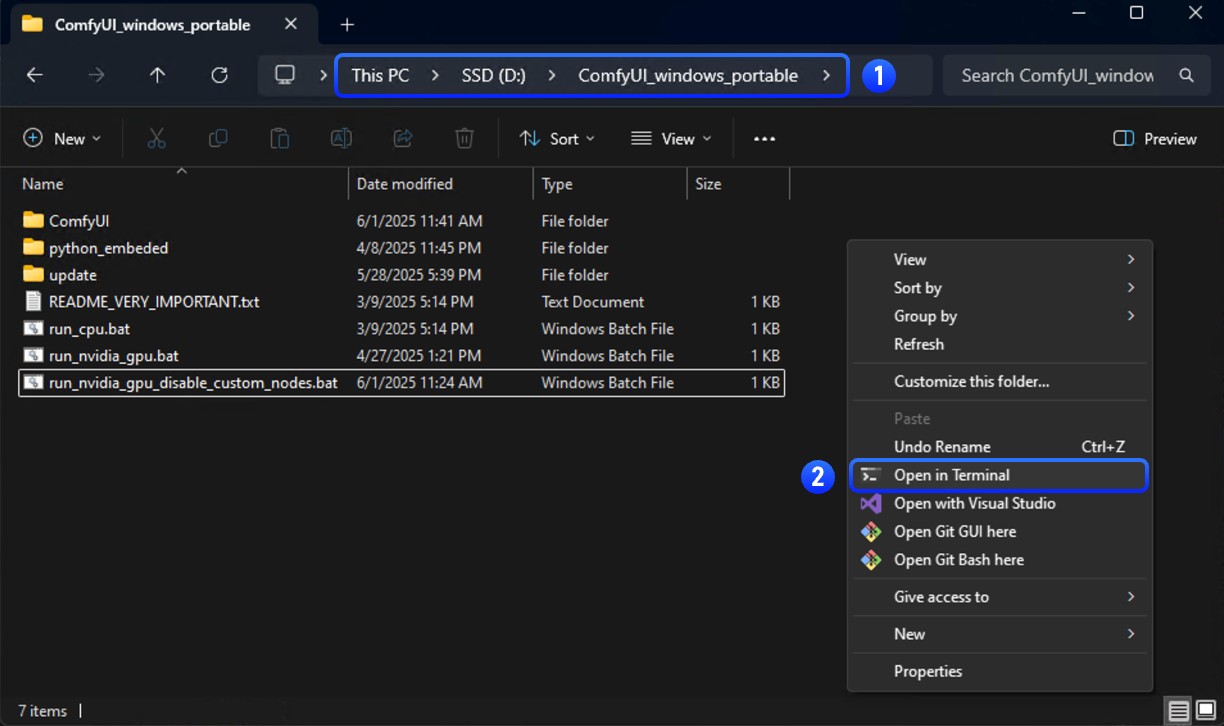 ComfyUI_windows_portable
This PC > SSD (D:) > ComfyUI_windows_portable > 1 Search ComfyUI_window
New Sort View ... Preview
Name Date modified Type Size
ComfyUI 6/1/2025 11:41 AM File folder
python_embeded 4/8/2025 11:45 PM File folder
update 5/28/2025 5:39 PM File folder
README_VERY_IMPORTANT.txt 3/9/2025 5:14 PM Text Document 1 KB
run_cpu.bat 3/9/2025 5:14 PM Windows Batch File 1 KB
run_nvidia_gpu.bat 4/27/2025 1:21 PM Windows Batch File 1 KB
run_nvidia_gpu_disable_custom_nodes.bat 6/1/2025 11:24 AM Windows Batch File 1 KB
View
Sort by
Group by
Refresh
Customize this folder...
Paste
Undo Rename Ctrl+Z
2 Open in Terminal
Open with Visual Studio
Open Git GUI here
Open Git Bash here
Give access to
New
Properties
7 items